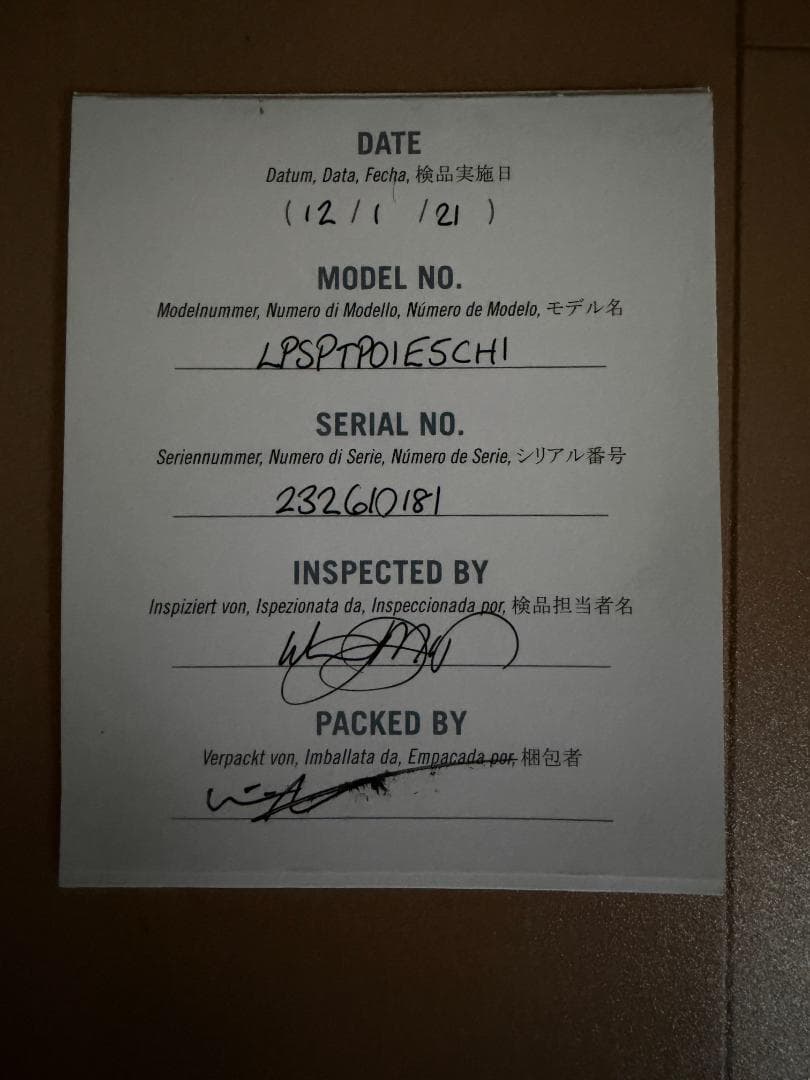 DATE
Datum, Data, Fecha, 検品実施日
( 12 / 1 / 21 )
MODEL NO.
Modelnummer, Numero di Modello, Número de Modelo, モデル名
LPSPTP01ESCH1
SERIAL NO.
Seriennummer, Numero di Serie, Número de Serie, シリアル番号
232610181
INSPECTED BY
Inspiziert von, Ispezionata da, Inspeccionada por, 検品担当者名
PACKED BY
Verpackt von, Imballata da, Empacada por, 梱包者